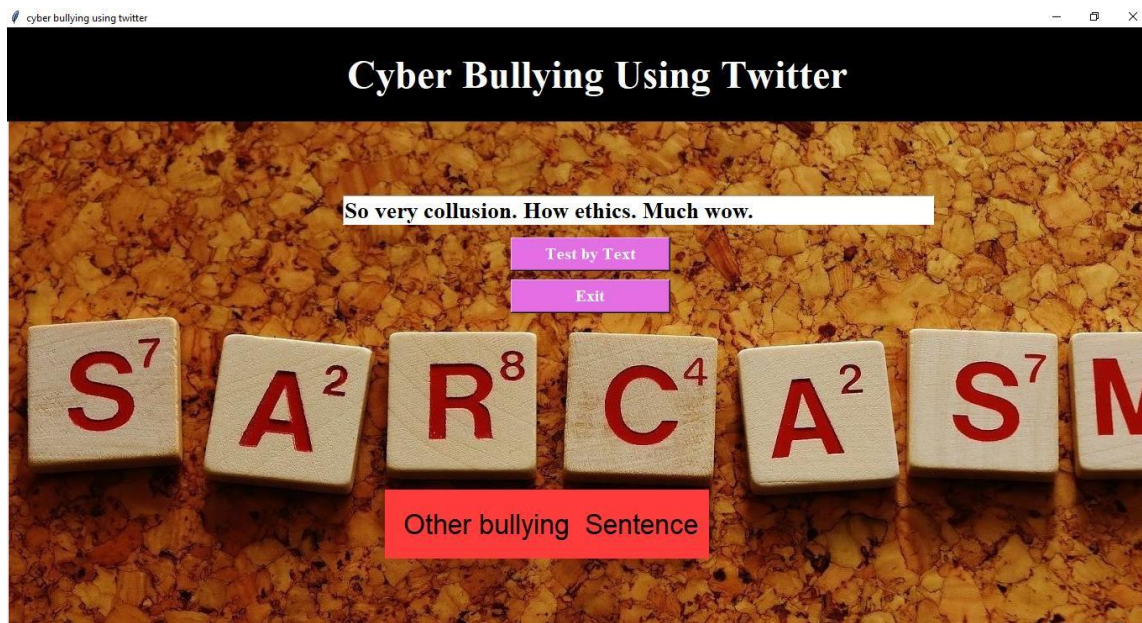 cyber bullying using twitter
Cyber Bullying Using Twitter
So very collusion. How ethics. Much wow.
Test by Text
Exit
S7 A2 R8 C4 A2 S7 M
Other bullying  Sentence